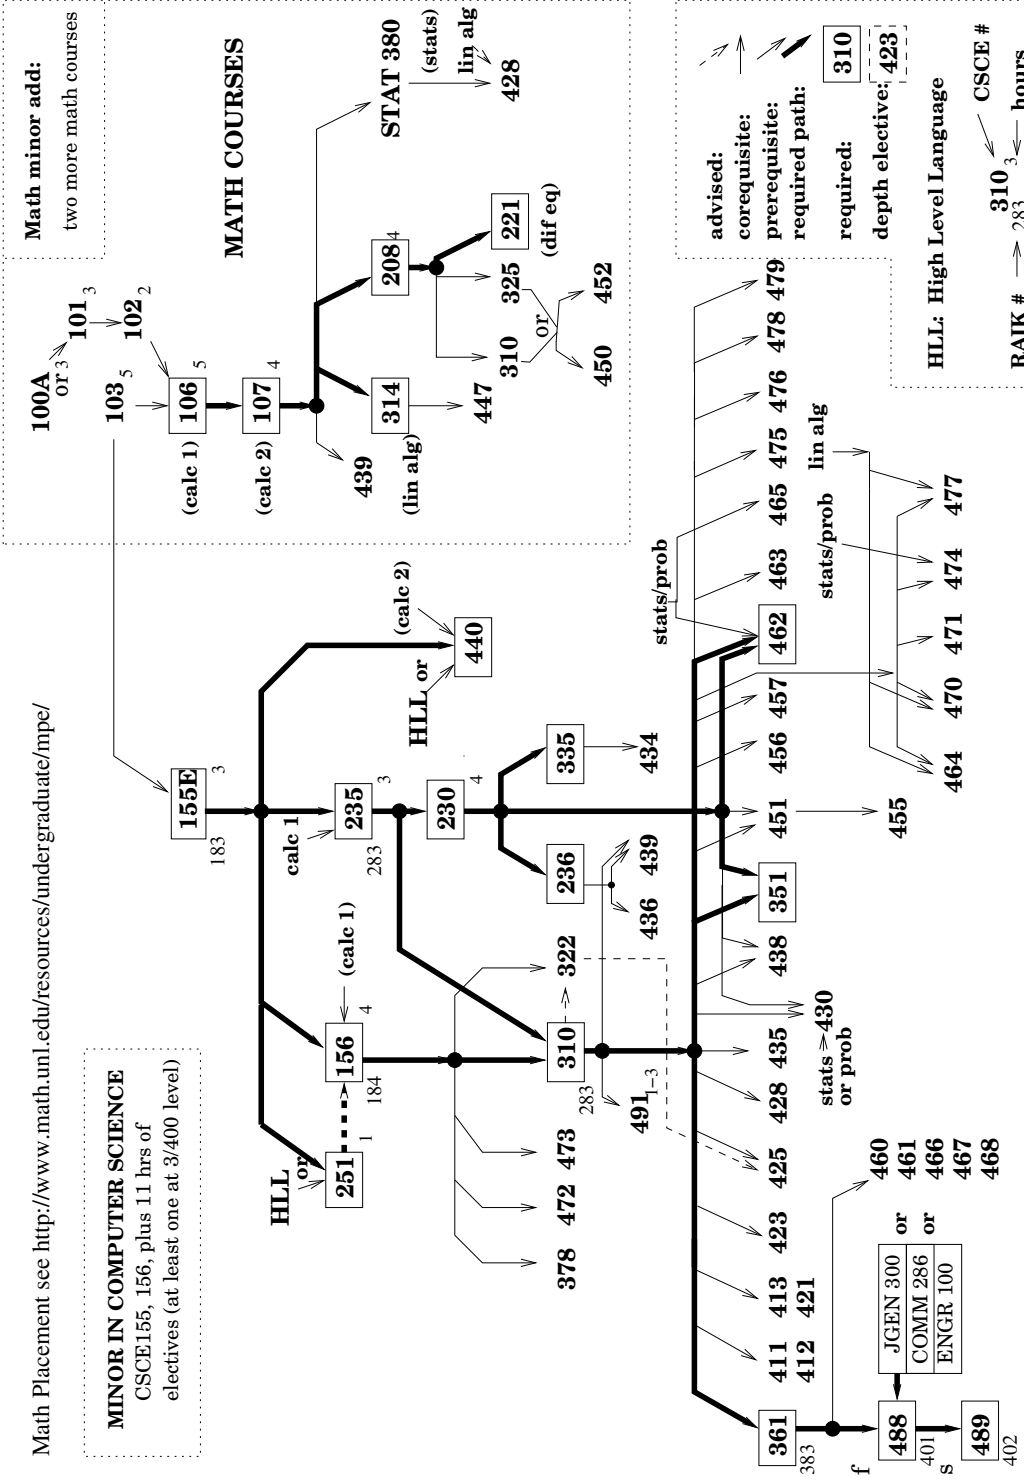 Math Placement see http://www.math.unl.edu/resources/undergraduate/mpe/
MINOR IN COMPUTER SCIENCE
CSCE155, 156, plus 11 hrs of
electives (at least one at 3/400 level)
Math minor add:
two more math courses
MATH COURSES
100A
or 3
101 3
102 2
103 5
106 5
(calc 1)
107 4
(calc 2)
439
314
(lin alg)
447
208 4
221
(dif eq)
325
310
or
450
452
STAT 380
(stats)
lin alg
428
advised:
corequisite:
prerequisite:
required path:
required:
310
depth elective:
423
HLL: High Level Language
CSCE #
310 3
283
RAIK #
hours
155E 3
183
HLL
or
251 1
156 4
184
(calc 1)
calc 1
235 3
283
HLL or
(calc 2)
440
230 4
378
472
473
310
283
322
236
335
491 1-3
436
439
434
361
383
411
412
413
421
423
425
428
435
stats
or prob
430
438
351
451
455
456
457
462
stats/prob
463
465
475
476
478
479
lin alg
stats/prob
464
470
471
474
477
460
461
466
467
468
JGEN 300
or
COMM 286
or
ENGR 100
f
488
401
s
489
402